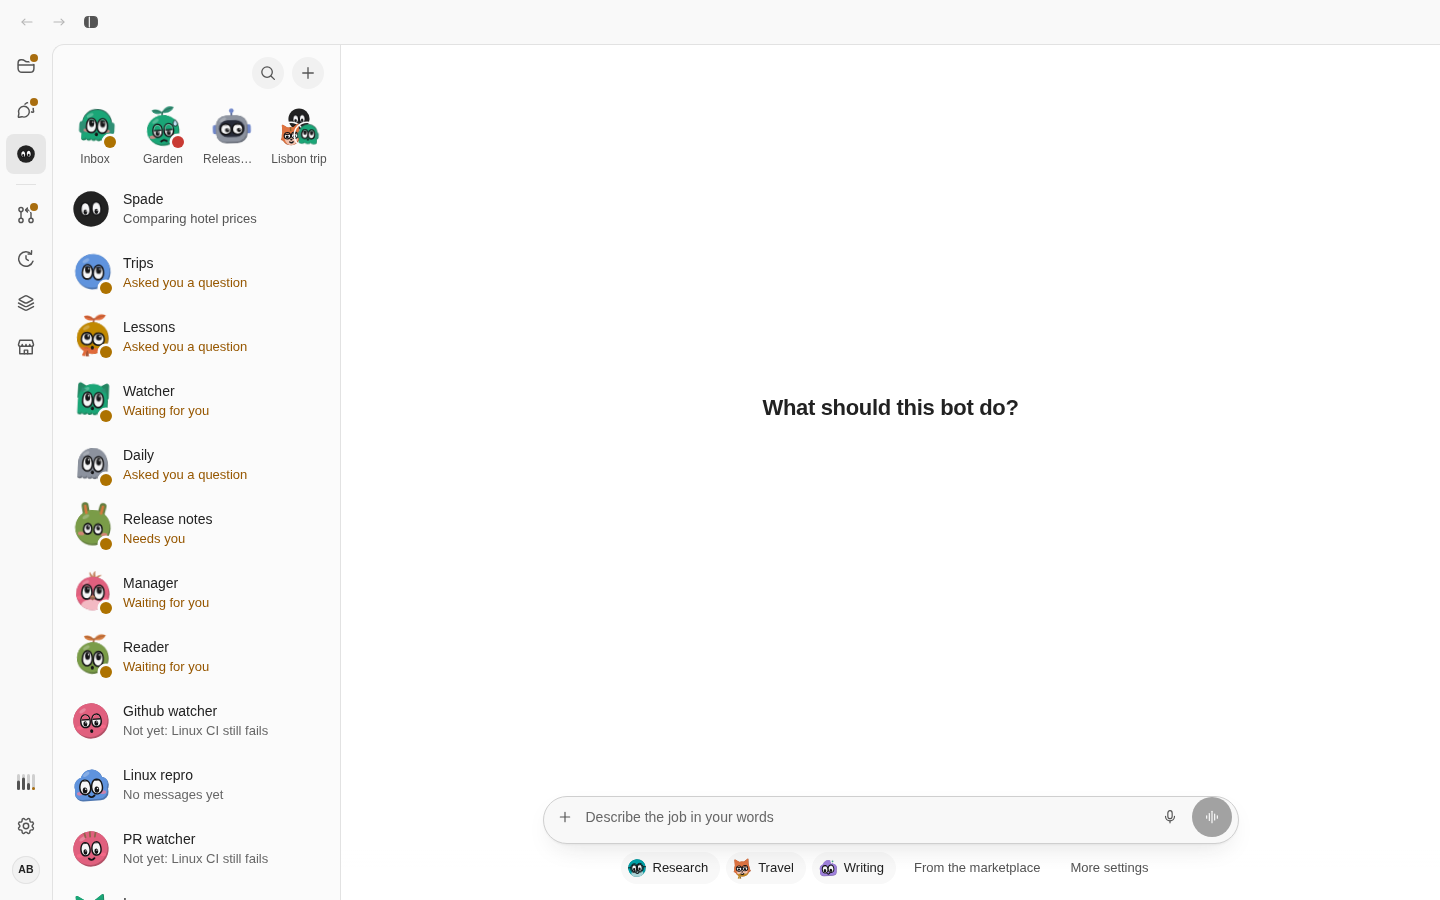 Inbox
Garden
Releas…
Lisbon trip
Spade
Comparing hotel prices
Trips
Asked you a question
Lessons
Asked you a question
Watcher
Waiting for you
Daily
Asked you a question
Release notes
Needs you
Manager
Waiting for you
Reader
Waiting for you
Github watcher
Not yet: Linux CI still fails
Linux repro
No messages yet
PR watcher
Not yet: Linux CI still fails
AB
What should this bot do?
Describe the job in your words
Research
Travel
Writing
From the marketplace
More settings